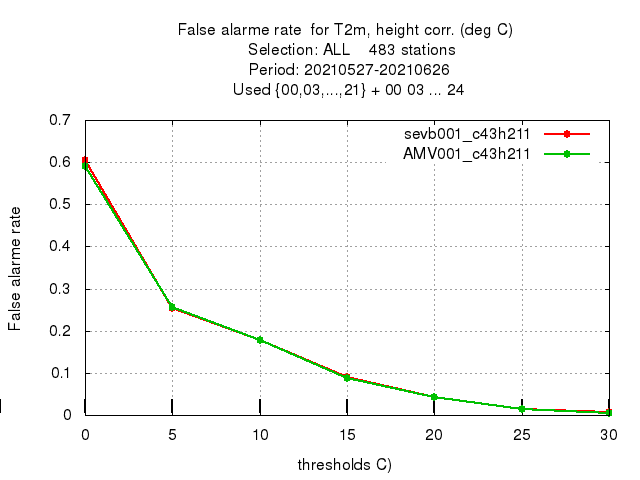 False alarme rate  for T2m, height corr. (deg C)
Selection: ALL    483 stations
Period: 20210527-20210626
Used {00,03,...,21} + 00 03 ... 24
0.7
0.6
0.5
0.4
0.3
0.2
0.1
0
False alarme rate
sevb001_c43h211
AMV001_c43h211
0 5 10 15 20 25 30
thresholds C)